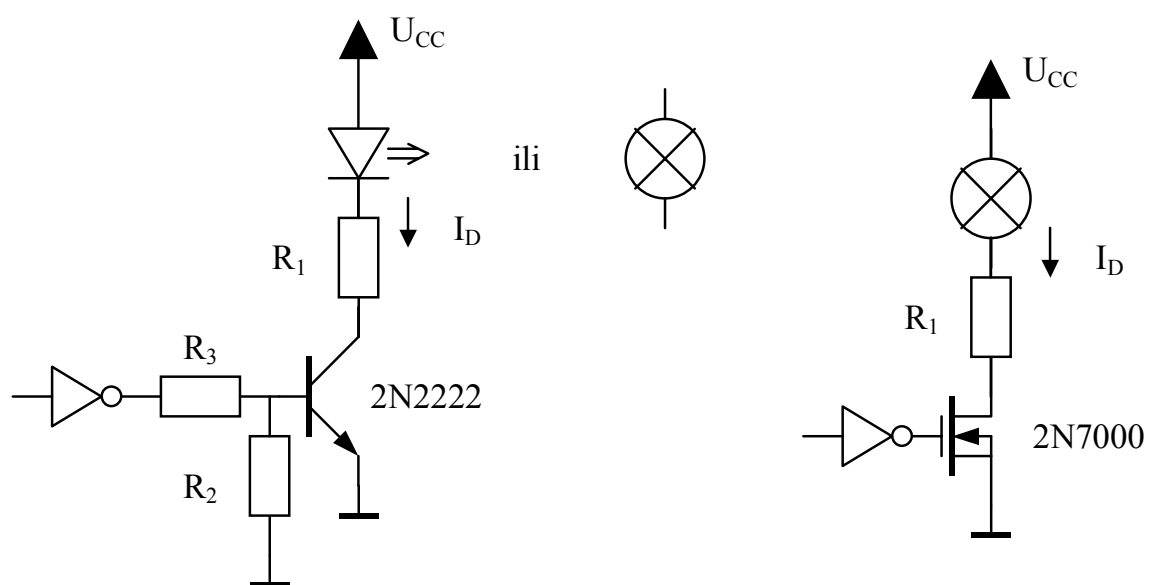 U_CC
ili
I_D
R_1
R_3
2N2222
R_2
U_CC
I_D
R_1
2N7000